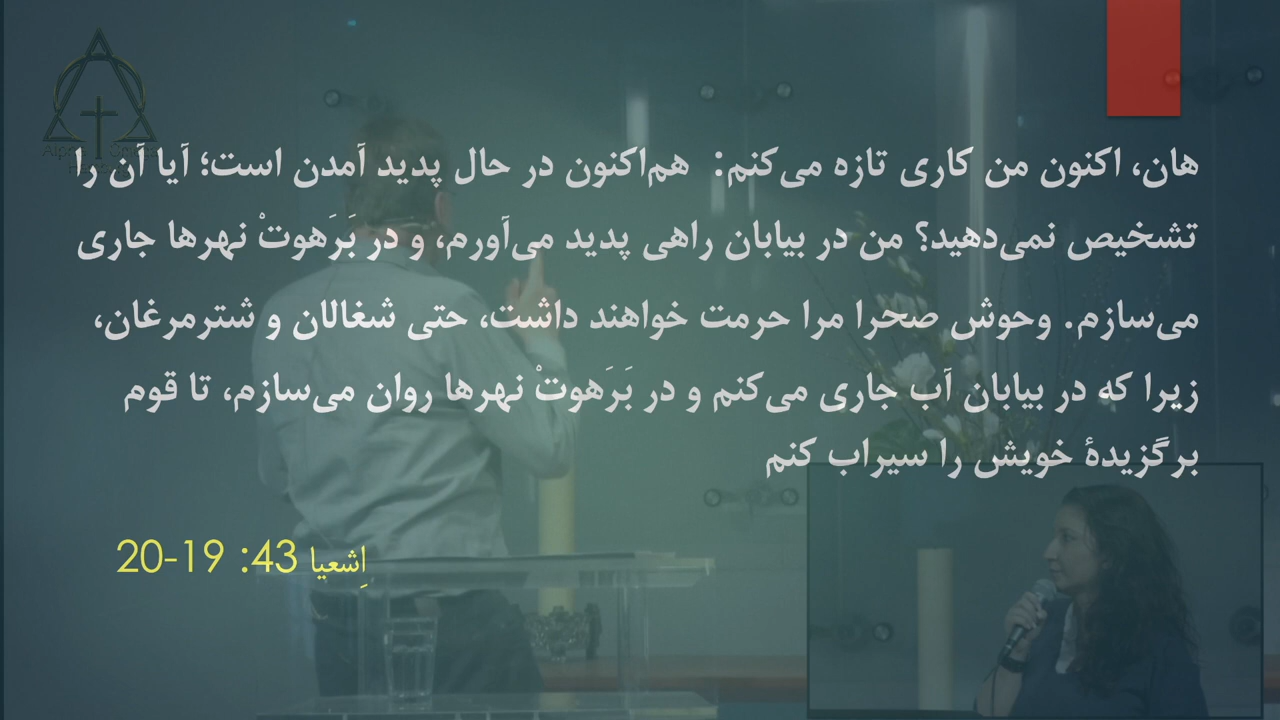 هان، اکنون من کاری تازه می‌کنم: هم‌اکنون در حال پدید آمدن است؛ آیا آن را
تشخیص نمی‌دهید؟ من در بیابان راهی پدید می‌آورم، و در بَرَهوتْ نهرها جاری
می‌سازم. وحوش صحرا مرا حرمت خواهند داشت، حتی شغالان و شترمرغان،
زیرا که در بیابان آب جاری می‌کنم و در بَرَهوتْ نهرها روان می‌سازم، تا قوم
برگزیدهٔ خویش را سیراب کنم
اِشعیا 43: 19-20